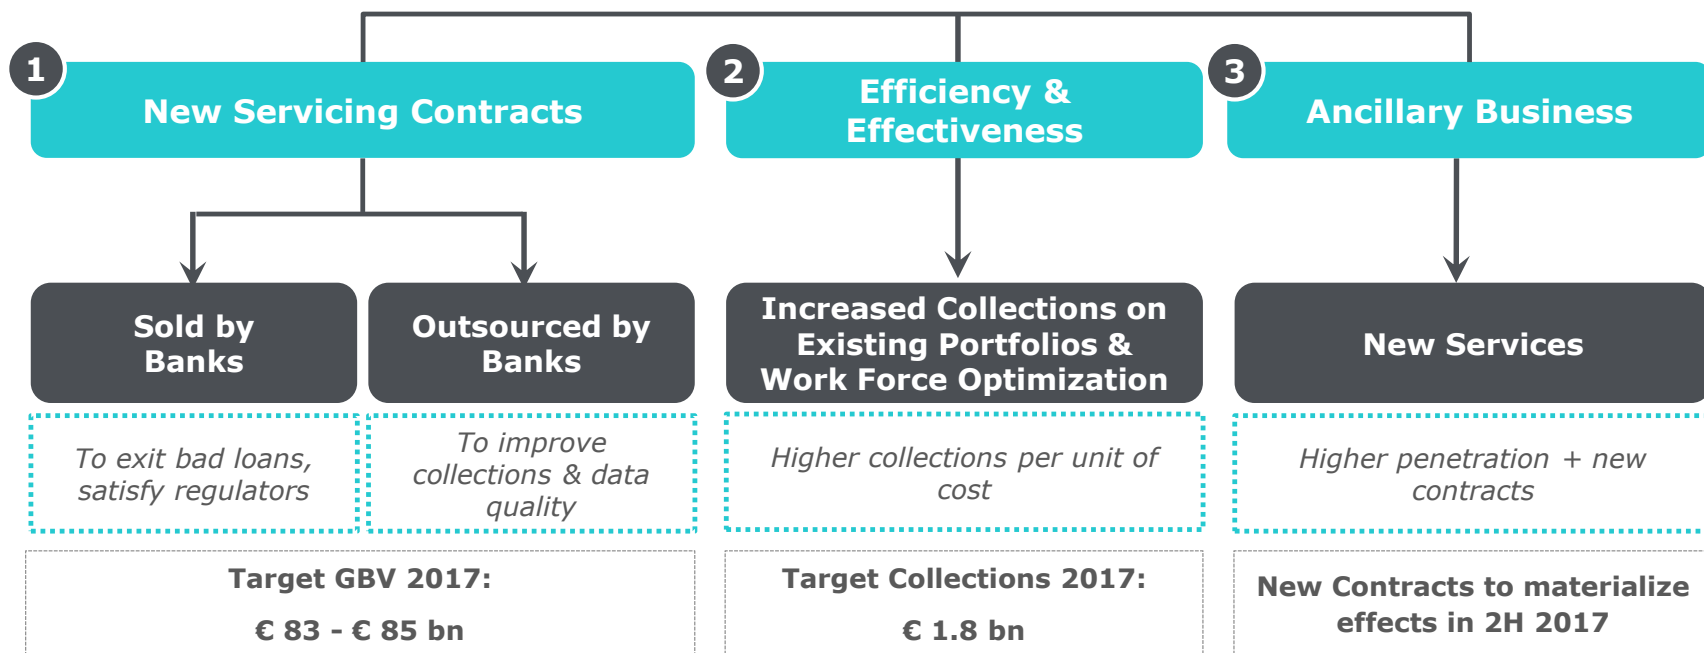 1
New Servicing Contracts
2
Efficiency &
Effectiveness
3
Ancillary Business
Sold by
Banks
Outsourced by
Banks
Increased Collections on
Existing Portfolios &
Work Force Optimization
New Services
To exit bad loans,
satisfy regulators
To improve
collections & data
quality
Higher collections per unit of
cost
Higher penetration + new
contracts
Target GBV 2017:
€ 83 - € 85 bn
Target Collections 2017:
€ 1.8 bn
New Contracts to materialize
effects in 2H 2017